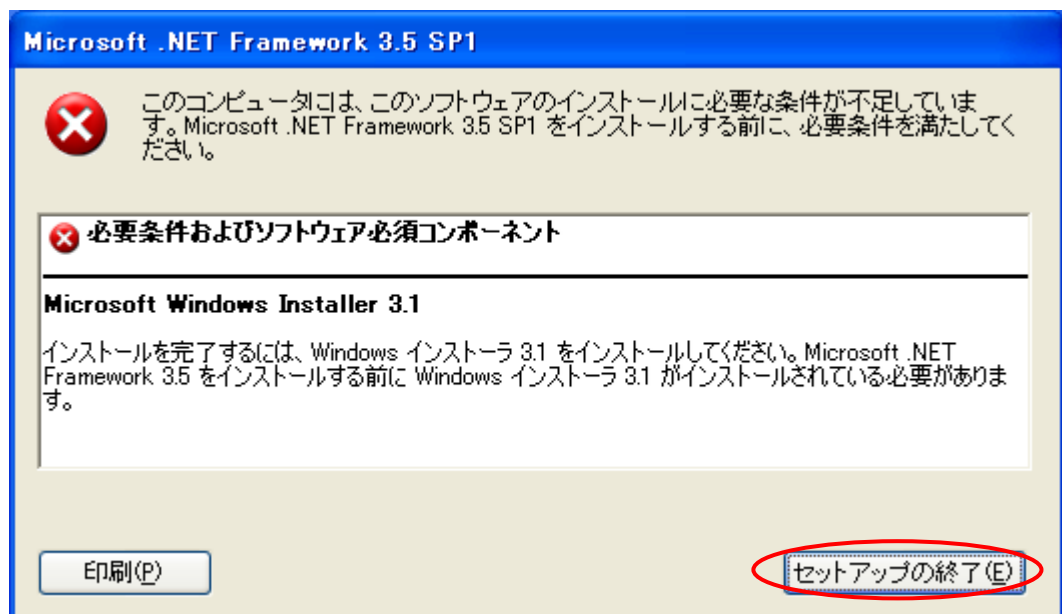 Microsoft .NET Framework 3.5 SP1
このコンピュータには、このソフトウェアのインストールに必要な条件が不足していま
す。Microsoft .NET Framework 3.5 SP1 をインストールする前に、必要条件を満たしてく
ださい。
必要条件およびソフトウェア必須コンポーネント
Microsoft Windows Installer 3.1
インストールを完了するには、Windows インストーラ 3.1 をインストールしてください。Microsoft .NET
Framework 3.5 をインストールする前に Windows インストーラ 3.1 がインストールされている必要がありま
す。
印刷(P)
セットアップの終了(E)